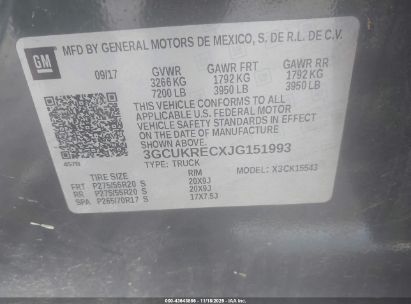 GM
MFD BY GENERAL MOTORS DE MEXICO, S. DE R.L. DE C.V.
09/17 GVWR GAWR FRT GAWR RR
3266 KG 1792 KG 1792 KG
7200 LB 3950 LB 3950 LB
THIS VEHICLE CONFORMS TO ALL
APPLICABLE U.S. FEDERAL MOTOR
VEHICLE SAFETY STANDARDS IN EFFECT
ON THE DATE OF MANUFACTURE
SHOWN ABOVE.
3GCUKRECXJG151993
TYPE: TRUCK MODEL: X3CK15543
TIRE SIZE RIM
FRT P275/55R20 S 20X9J
RR P275/55R20 S 20X9J
SPA P265/70R17 S 17X7.5J